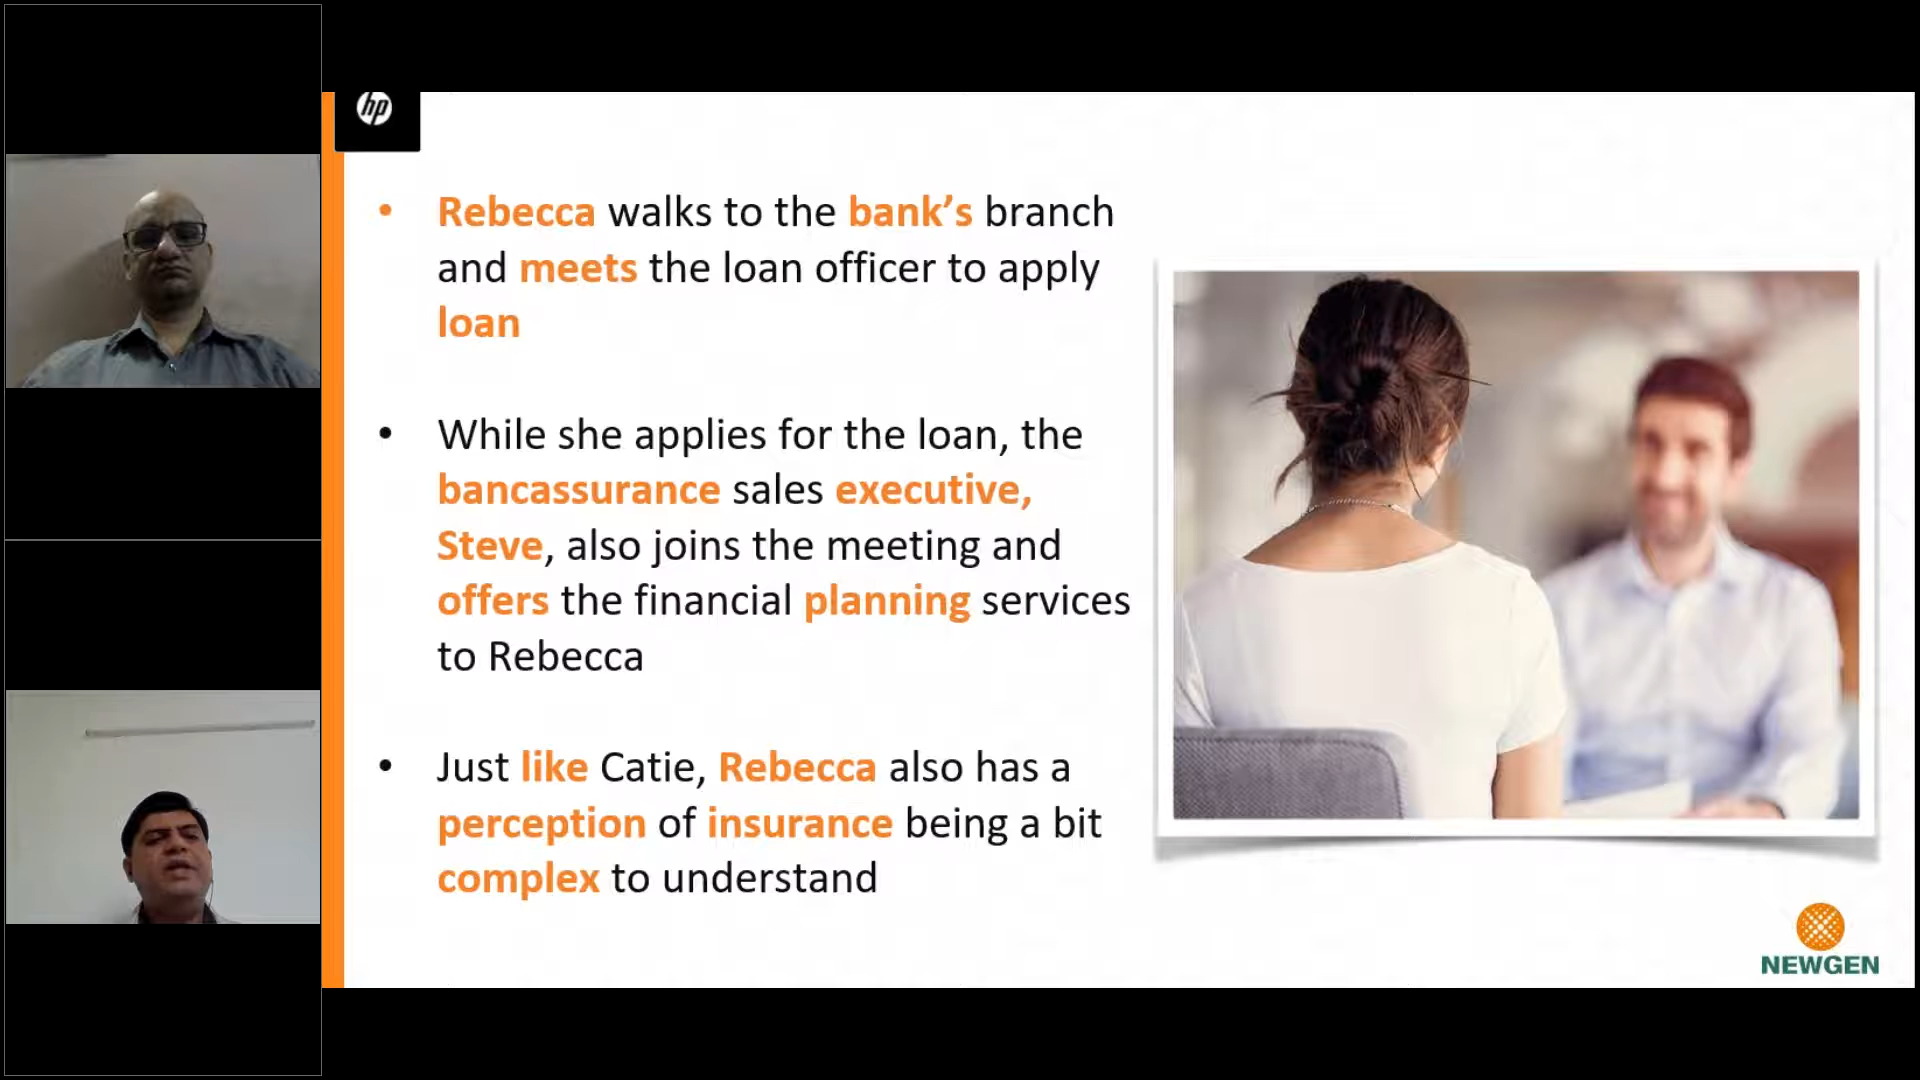 hp
• Rebecca walks to the bank’s branch
and meets the loan officer to apply
loan
• While she applies for the loan, the
bancassurance sales executive,
Steve, also joins the meeting and
offers the financial planning services
to Rebecca
• Just like Catie, Rebecca also has a
perception of insurance being a bit
complex to understand
NEWGEN